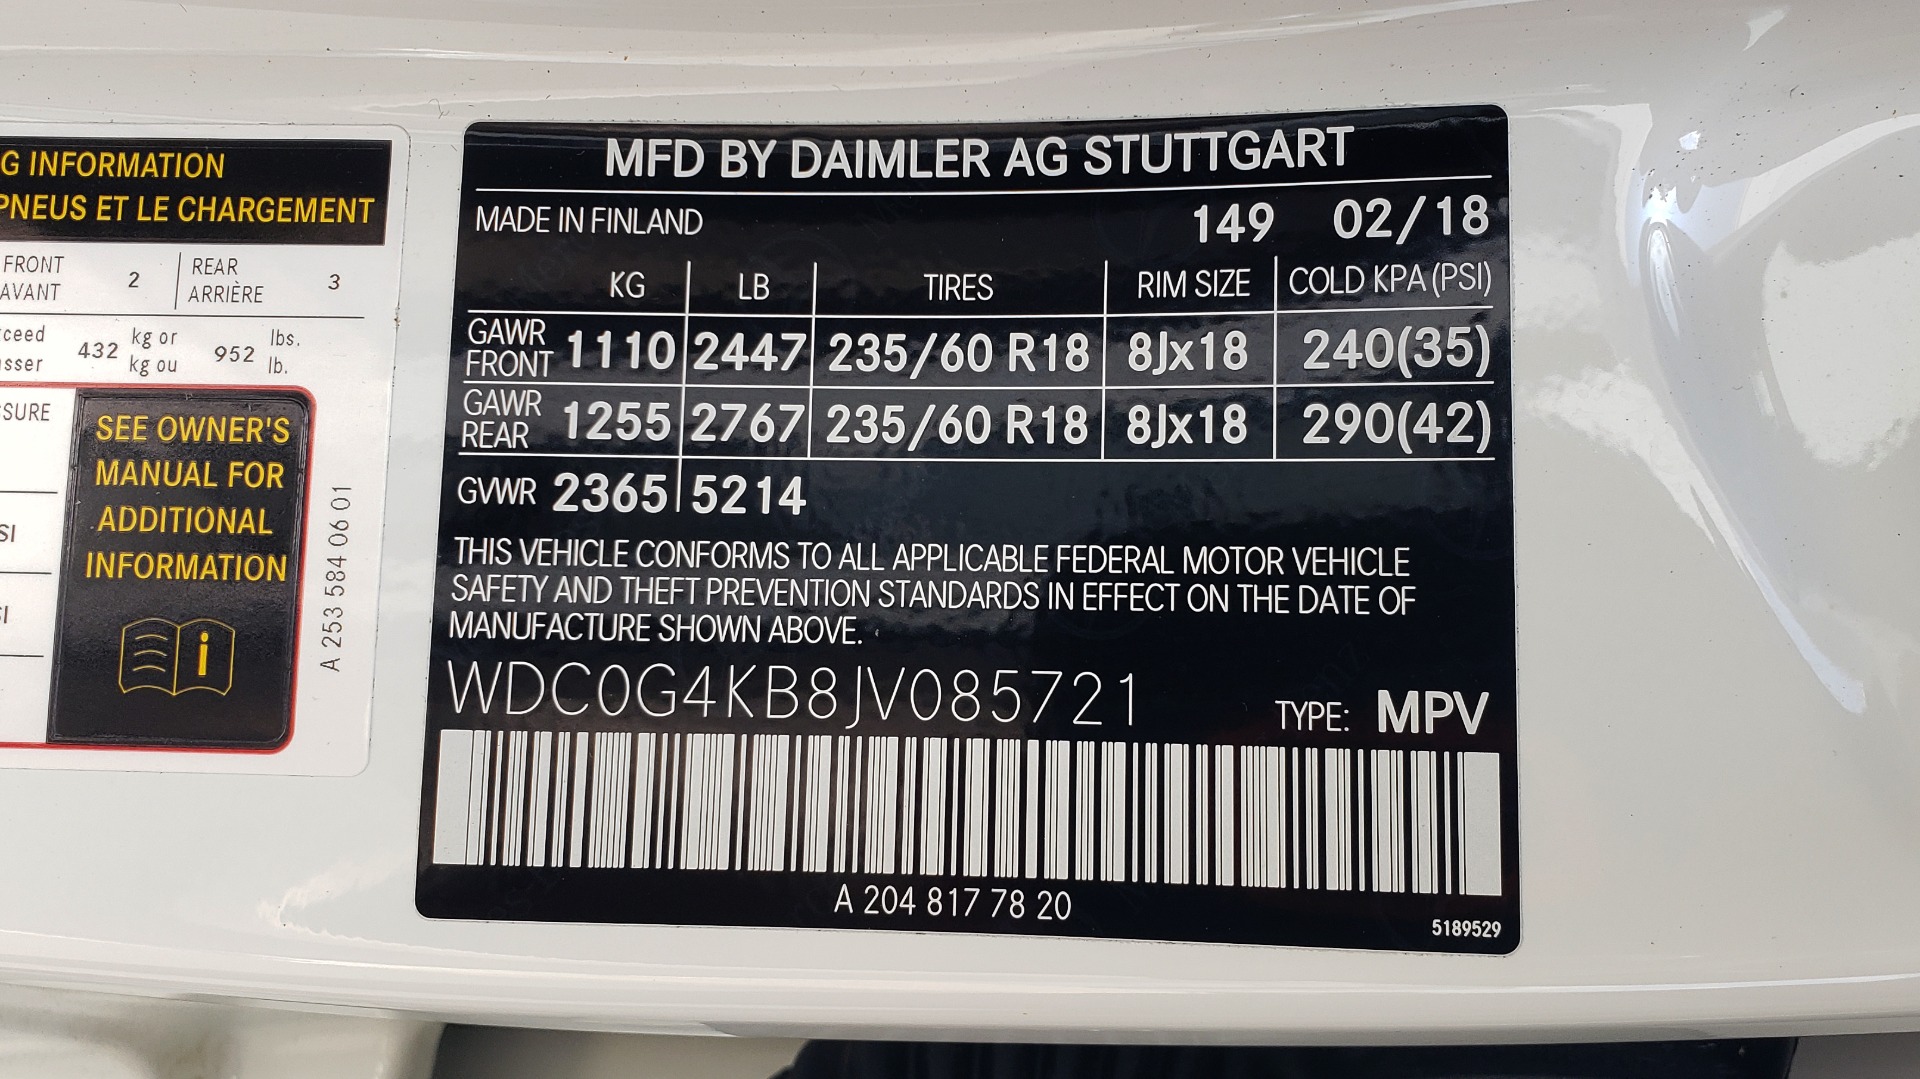 G INFORMATION
PNEUS ET LE CHARGEMENT
FRONT
AVANT
2
REAR
ARRIÈRE
3
kg or
kg ou
432
952
lbs.
lb.
SI
SEE OWNER'S
MANUAL FOR
ADDITIONAL
INFORMATION
i
A 253 584 06 01
MFD BY DAIMLER AG STUTTGART
MADE IN FINLAND 149 02/18
KG LB TIRES RIM SIZE COLD KPA (PSI)
GAWR FRONT 1110 2447 235/60 R18 8Jx18 240(35)
GAWR REAR 1255 2767 235/60 R18 8Jx18 290(42)
GVWR 2365 5214
THIS VEHICLE CONFORMS TO ALL APPLICABLE FEDERAL MOTOR VEHICLE
SAFETY AND THEFT PREVENTION STANDARDS IN EFFECT ON THE DATE OF
MANUFACTURE SHOWN ABOVE.
WDC0G4KB8JV085721 TYPE: MPV
A 204 817 78 20
5189529